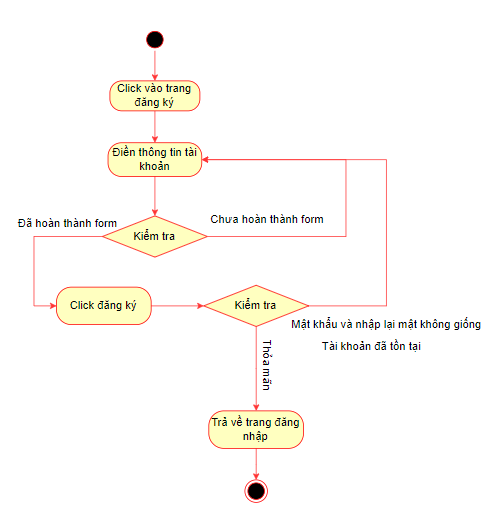 Click vào trang
đăng ký
Điền thông tin tài
khoản
Đã hoàn thành form
Chưa hoàn thành form
Kiểm tra
Click đăng ký
Kiểm tra
Mật khẩu và nhập lại mật không giống
Tài khoản đã tồn tại
Thỏa mãn
Trả về trang đăng
nhập